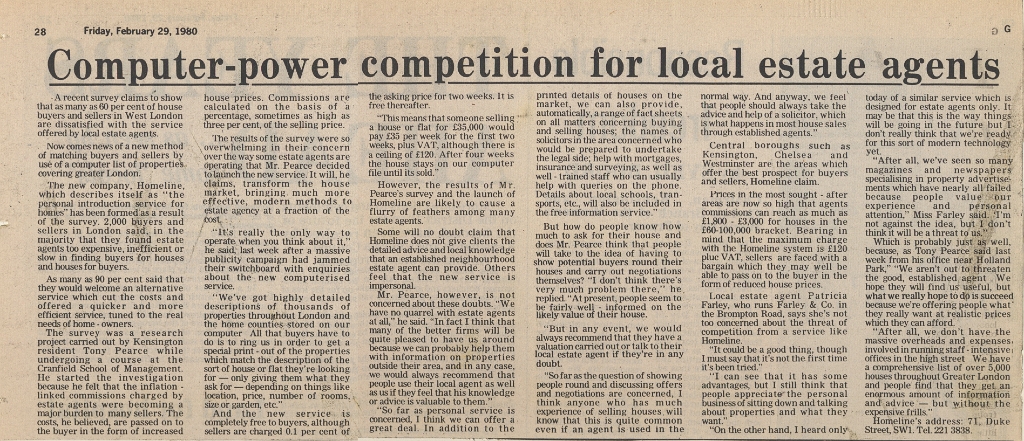 28
Friday, February 29, 1980
G
Computer-power competition for local estate agents
A recent survey claims to show
that as many as 60 per cent of house
buyers and sellers in West London
are dissatisfied with the service
offered by local estate agents.
Now comes news of a new method
of matching buyers and sellers by
use of a computer list of properties
covering greater London.
The new company, Homeline,
which describes itself as "the
personal introduction service for
homes" has been formed as a result
of the survey. 2,000 buyers and
sellers in London said, in the
majority that they found estate
agents too expensive, inefficient or
slow in finding buyers for houses
and houses for buyers.
As many as 90 per cent said that
they would welcome an alternative
service which cut the costs and
offered a quicker and more
efficient service, tuned to the real
needs of home-owners.
The survey was a research
project carried out by Kensington
resident Tony Pearce while
undergoing a course at the
Cranfield School of Management.
He started the investigation
because he felt that the inflation-
linked commissions charged by
estate agents were becoming a
major burden to many sellers. The
costs, he believed, are passed on to
the buyer in the form of increased
house prices. Commissions are
calculated on the basis of a
percentage, sometimes as high as
three per cent, of the selling price.
The results of the survey were so
overwhelming in their concern
over the way some estate agents are
operating that Mr. Pearce decided
to launch the new service. It will, he
claims, transform the house
market, bringing much more
effective, modern methods to
estate agency at a fraction of the
cost.
"It's really the only way to
operate when you think about it,"
he said, last week after a massive
publicity campaign had jammed
their switchboard with enquiries
about the new computerised
service.
"We've got highly detailed
descriptions of thousands of
properties throughout London and
the home counties stored on our
computer All that buyers have to
do is to ring us in order to get a
special print-out of the properties
which match the description of the
sort of house or flat they're looking
for — only giving them what they
ask for — depending on things like
location, price, number of rooms,
size or garden, etc."
And the new service is
completely free to buyers, although
sellers are charged 0.1 per cent of
the asking price for two weeks. It is
free thereafter.
"This means that someone selling
a house or flat for £35,000 would
pay £35 per week for the first two
weeks, plus VAT, although there is
a ceiling of £120. After four weeks
the house stays on our computer
file until its sold."
However, the results of Mr.
Pearce's survey and the launch of
Homeline are likely to cause a
flurry of feathers among many
estate agents.
Some will no doubt claim that
Homeline does not give clients the
detailed advice and local knowledge
that an established neighbourhood
estate agent can provide. Others
feel that the new service is
impersonal.
Mr. Pearce, however, is not
concerned about these doubts. "We
have no quarrel with estate agents
at all," he said. "In fact I think that
many of the better firms will be
quite pleased to have us around
because we can probably help them
with information on properties
outside their area, and in any case,
we would always recommend that
people use their local agent as well
as us if they feel that his knowledge
or advice is valuable to them."
"So far as personal service is
concerned, I think we can offer a
great deal. In addition to the
printed details of houses on the
market, we can also provide,
automatically, a range of fact sheets
on all matters concerning buying
and selling houses; the names of
solicitors in the area concerned who
would be prepared to undertake
the legal side; help with mortgages,
insurance and surveying, as well as
well-trained staff who can usually
help with queries on the phone.
Details about local schools, tran-
sports, etc., will also be included in
the free information service."
But how do people know how
much to ask for their house and
does Mr. Pearce think that people
will take to the idea of having to
show potential buyers round their
houses and carry out negotiations
themselves? "I don't think there's
very much problem there," he,
replied. "At present, people seem to
be fairly well-informed on the
likely value of their house.
"But in any event, we would
always recommend that they have a
valuation carried out or talk to their
local estate agent if they're in any
doubt.
"So far as the question of showing
people round and discussing offers
and negotiations are concerned, I
think anyone who has much
experience of selling houses will
know that this is quite common
even if an agent is used in the
normal way. And anyway, we feel
that people should always take the
advice and help of a solicitor, which
is what happens in most house sales
through established agents."
Central boroughs such as
Kensington, Chelsea and
Westminster are the areas which
offer the best prospect for buyers
and sellers, Homeline claim.
Prices in the most sought-after
areas are now so high that agents
commissions can reach as much as
£1,800 - £3,000 for houses in the
£60-100,000 bracket. Bearing in
mind that the maximum charge
with the Homeline system is £120
plus VAT, sellers are faced with a
bargain which they may well be
able to pass on to the buyer in the
form of reduced house prices.
Local estate agent Patricia
Farley, who runs Farley & Co. in
the Brompton Road, says she's not
too concerned about the threat of
competition from a service like
Homeline.
"It could be a good thing, though
I must say that it's not the first time
it's been tried."
"I can see that it has some
advantages, but I still think that
people appreciate the personal
business of sitting down and talking
about properties and what they
want."
"On the other hand, I heard only
today of a similar service which is
designed for estate agents only. It
may be that this is the way things
will be going in the future but I
don't really think that we're ready
for this sort of modern technology
yet.
"After all, we've seen so many
magazines and newspapers
specialising in property advertise-
ments which have nearly all failed
because people value our
experience and personal
attention," Miss Farley said. "I'm
not against the idea, but I don't
think it will be a threat to us."
Which is probably just as well,
because, as Tony Pearce said last
week from his office near Holland
Park," "We aren't out to threaten
the good, established agent. We
hope they will find us useful, but
what we really hope to do is succeed
because we're offering people what
they really want at realistic prices
which they can afford.
"After all, we don't have the
massive overheads and expenses
involved in running staff-intensive
offices in the high street. We have
a comprehensive list of over 5,000
houses throughout Greater London
and people find that they get an
enormous amount of information
and advice — but without the
expensive frills."
Homeline's address: 71, Duke
Street, SW1. Tel. 221 3838.